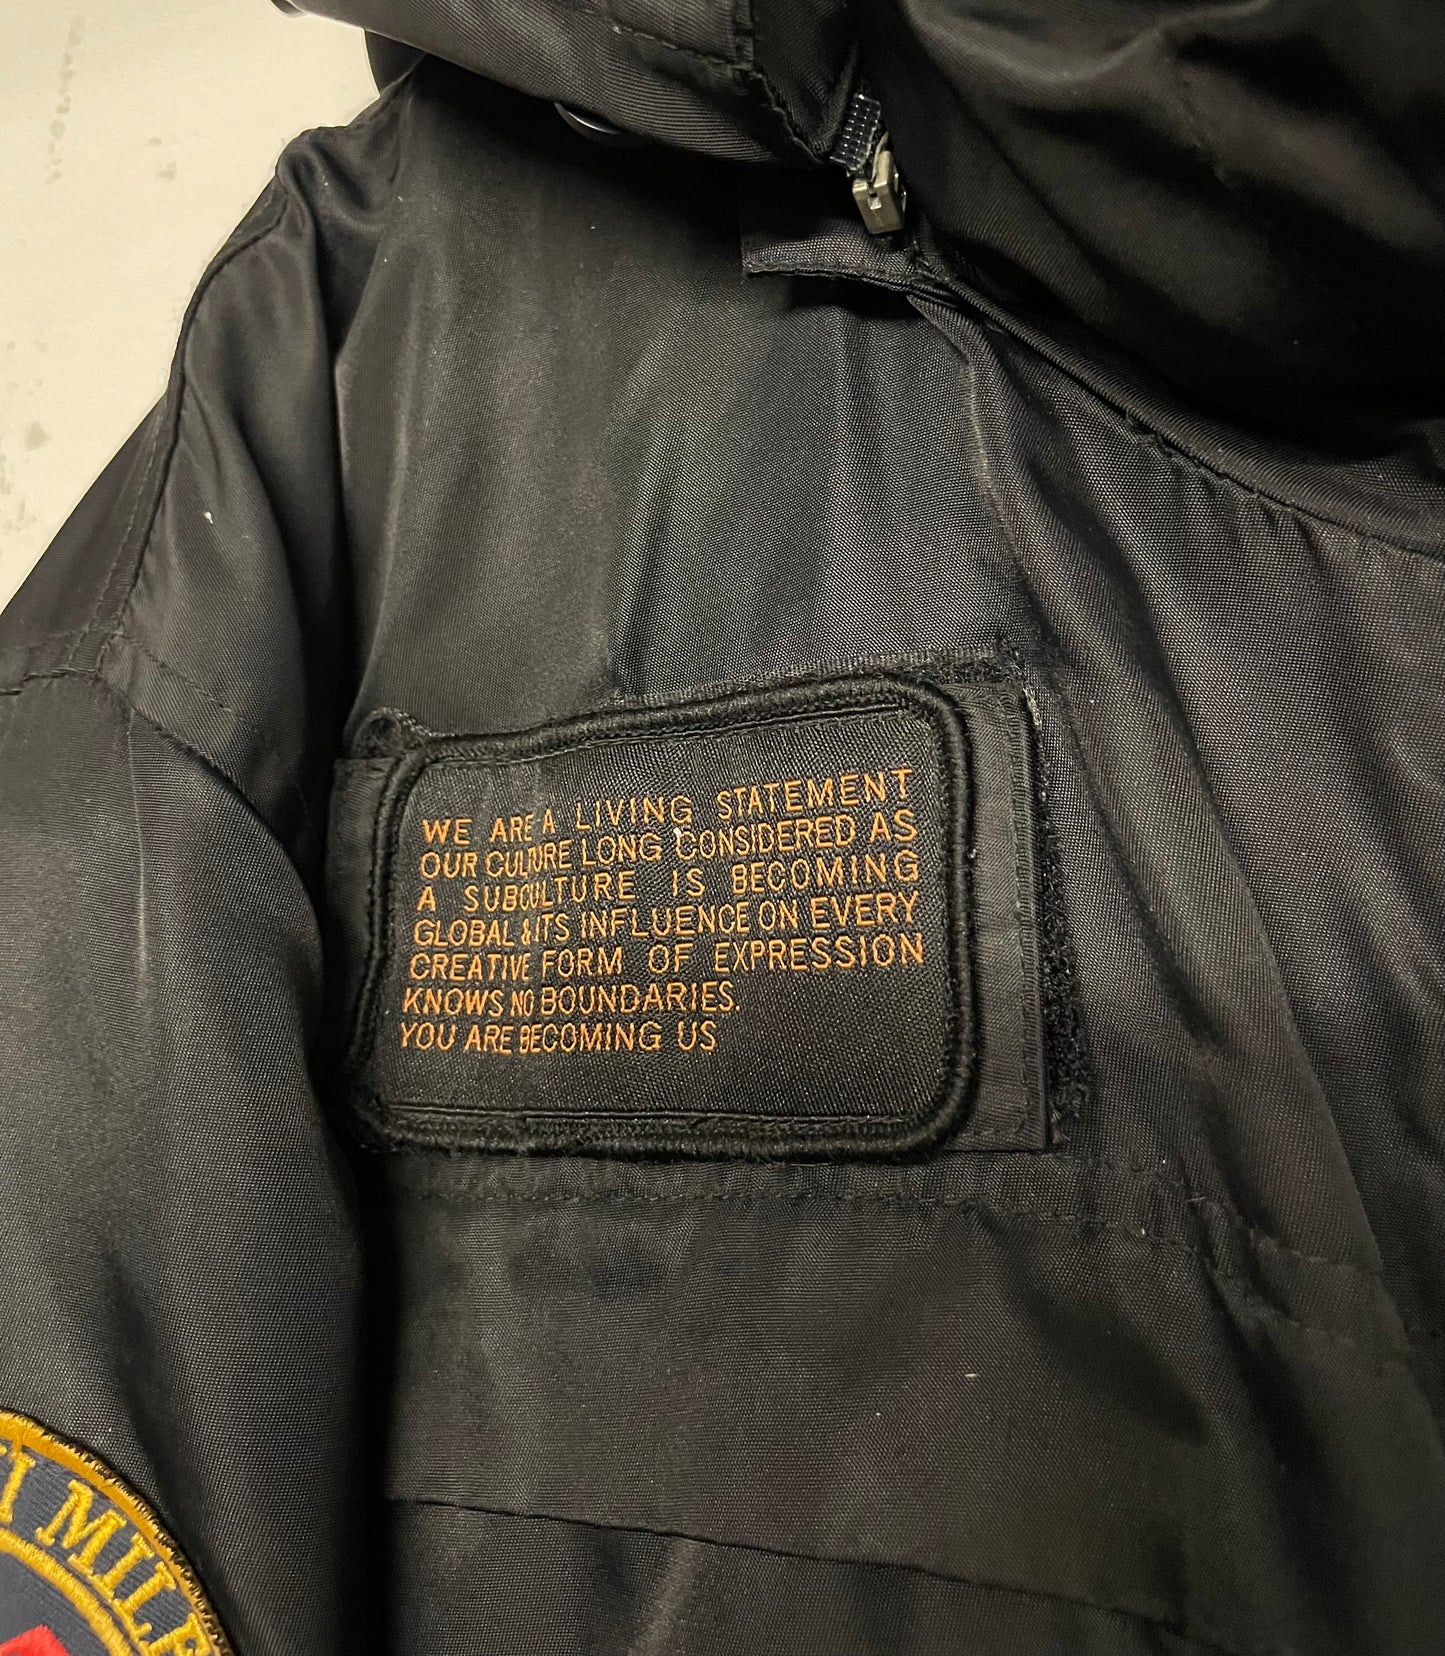 WE ARE A LIVING STATEMENT
OUR CULTURE LONG CONSIDERED AS
A SUBCULTURE IS BECOMING
GLOBAL & ITS INFLUENCE ON EVERY
CREATIVE FORM OF EXPRESSION
KNOWS NO BOUNDARIES.
YOU ARE BECOMING US